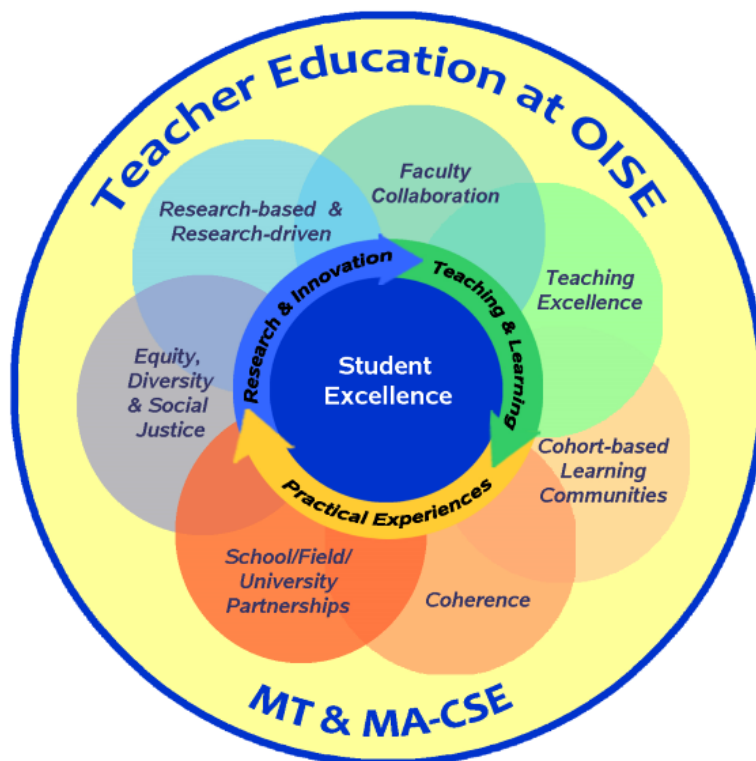 Teacher Education at OISE
Faculty
Collaboration
Research-based &
Research-driven
Teaching
Excellence
Research & Innovation
Teaching & Learning
Student
Excellence
Equity,
Diversity
& Social
Justice
Cohort-based
Learning
Communities
Practical Experiences
School/Field/
University
Partnerships
Coherence
MT & MA-CSE